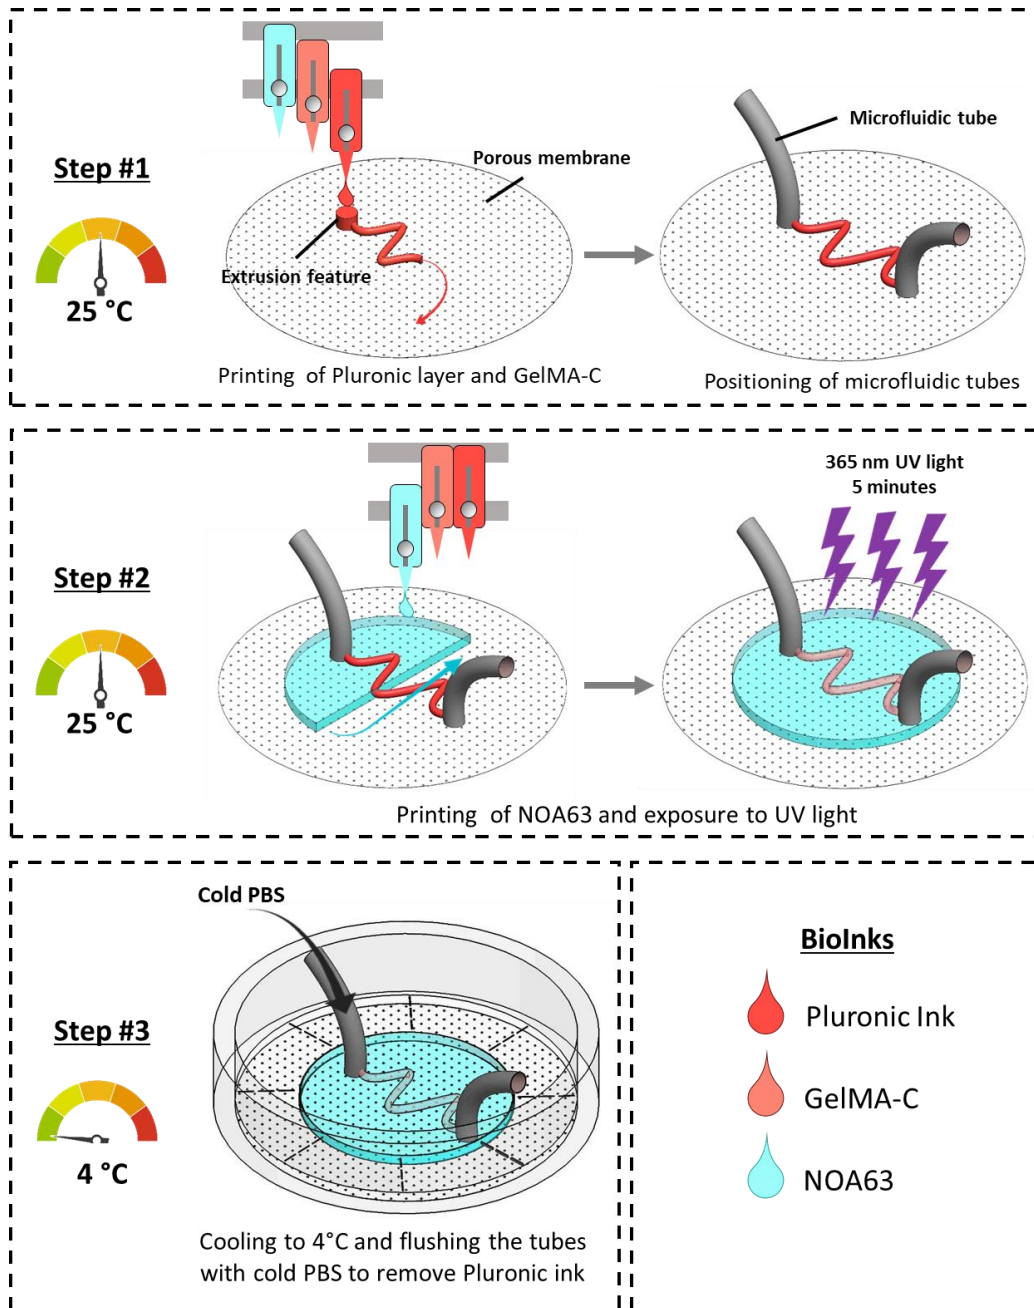 Step #1
25 °C
Porous membrane
Extrusion feature
Printing of Pluronic layer and GelMA-C
Microfluidic tube
Positioning of microfluidic tubes
Step #2
25 °C
365 nm UV light
5 minutes
Printing of NOA63 and exposure to UV light
Step #3
4 °C
Cold PBS
Cooling to 4°C and flushing the tubes
with cold PBS to remove Pluronic ink
BioInks
Pluronic Ink
GelMA-C
NOA63